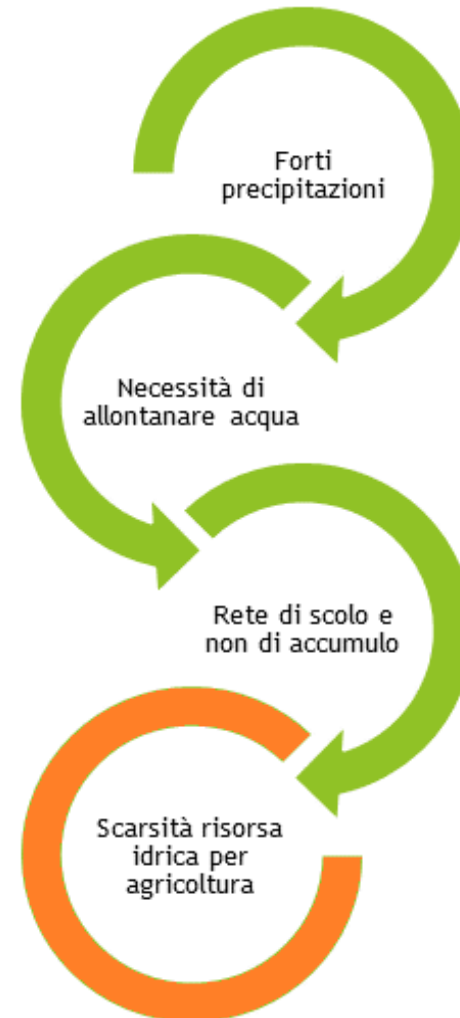 Forti
precipitazioni
Necessità di
allontanare acqua
Rete di scolo e
non di accumulo
Scarsità risorsa
idrica per
agricoltura